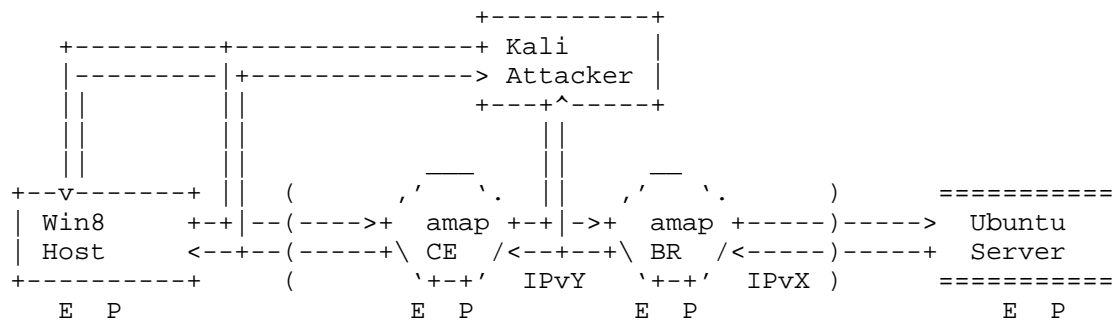 Kali
Attacker
Win8 amap amap Ubuntu
Host CE BR Server
IPvY IPvX
E P E P E P E P